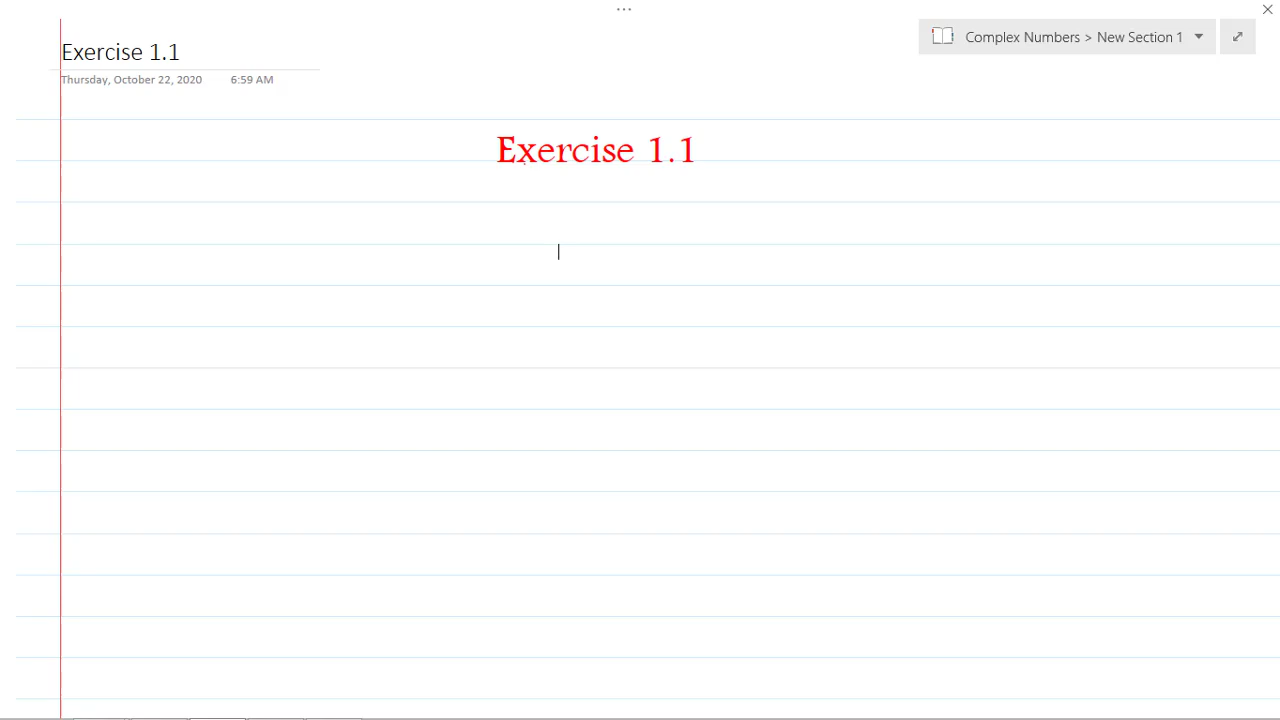 Complex Numbers > New Section 1
Exercise 1.1
Thursday, October 22, 2020 6:59 AM
Exercise 1.1